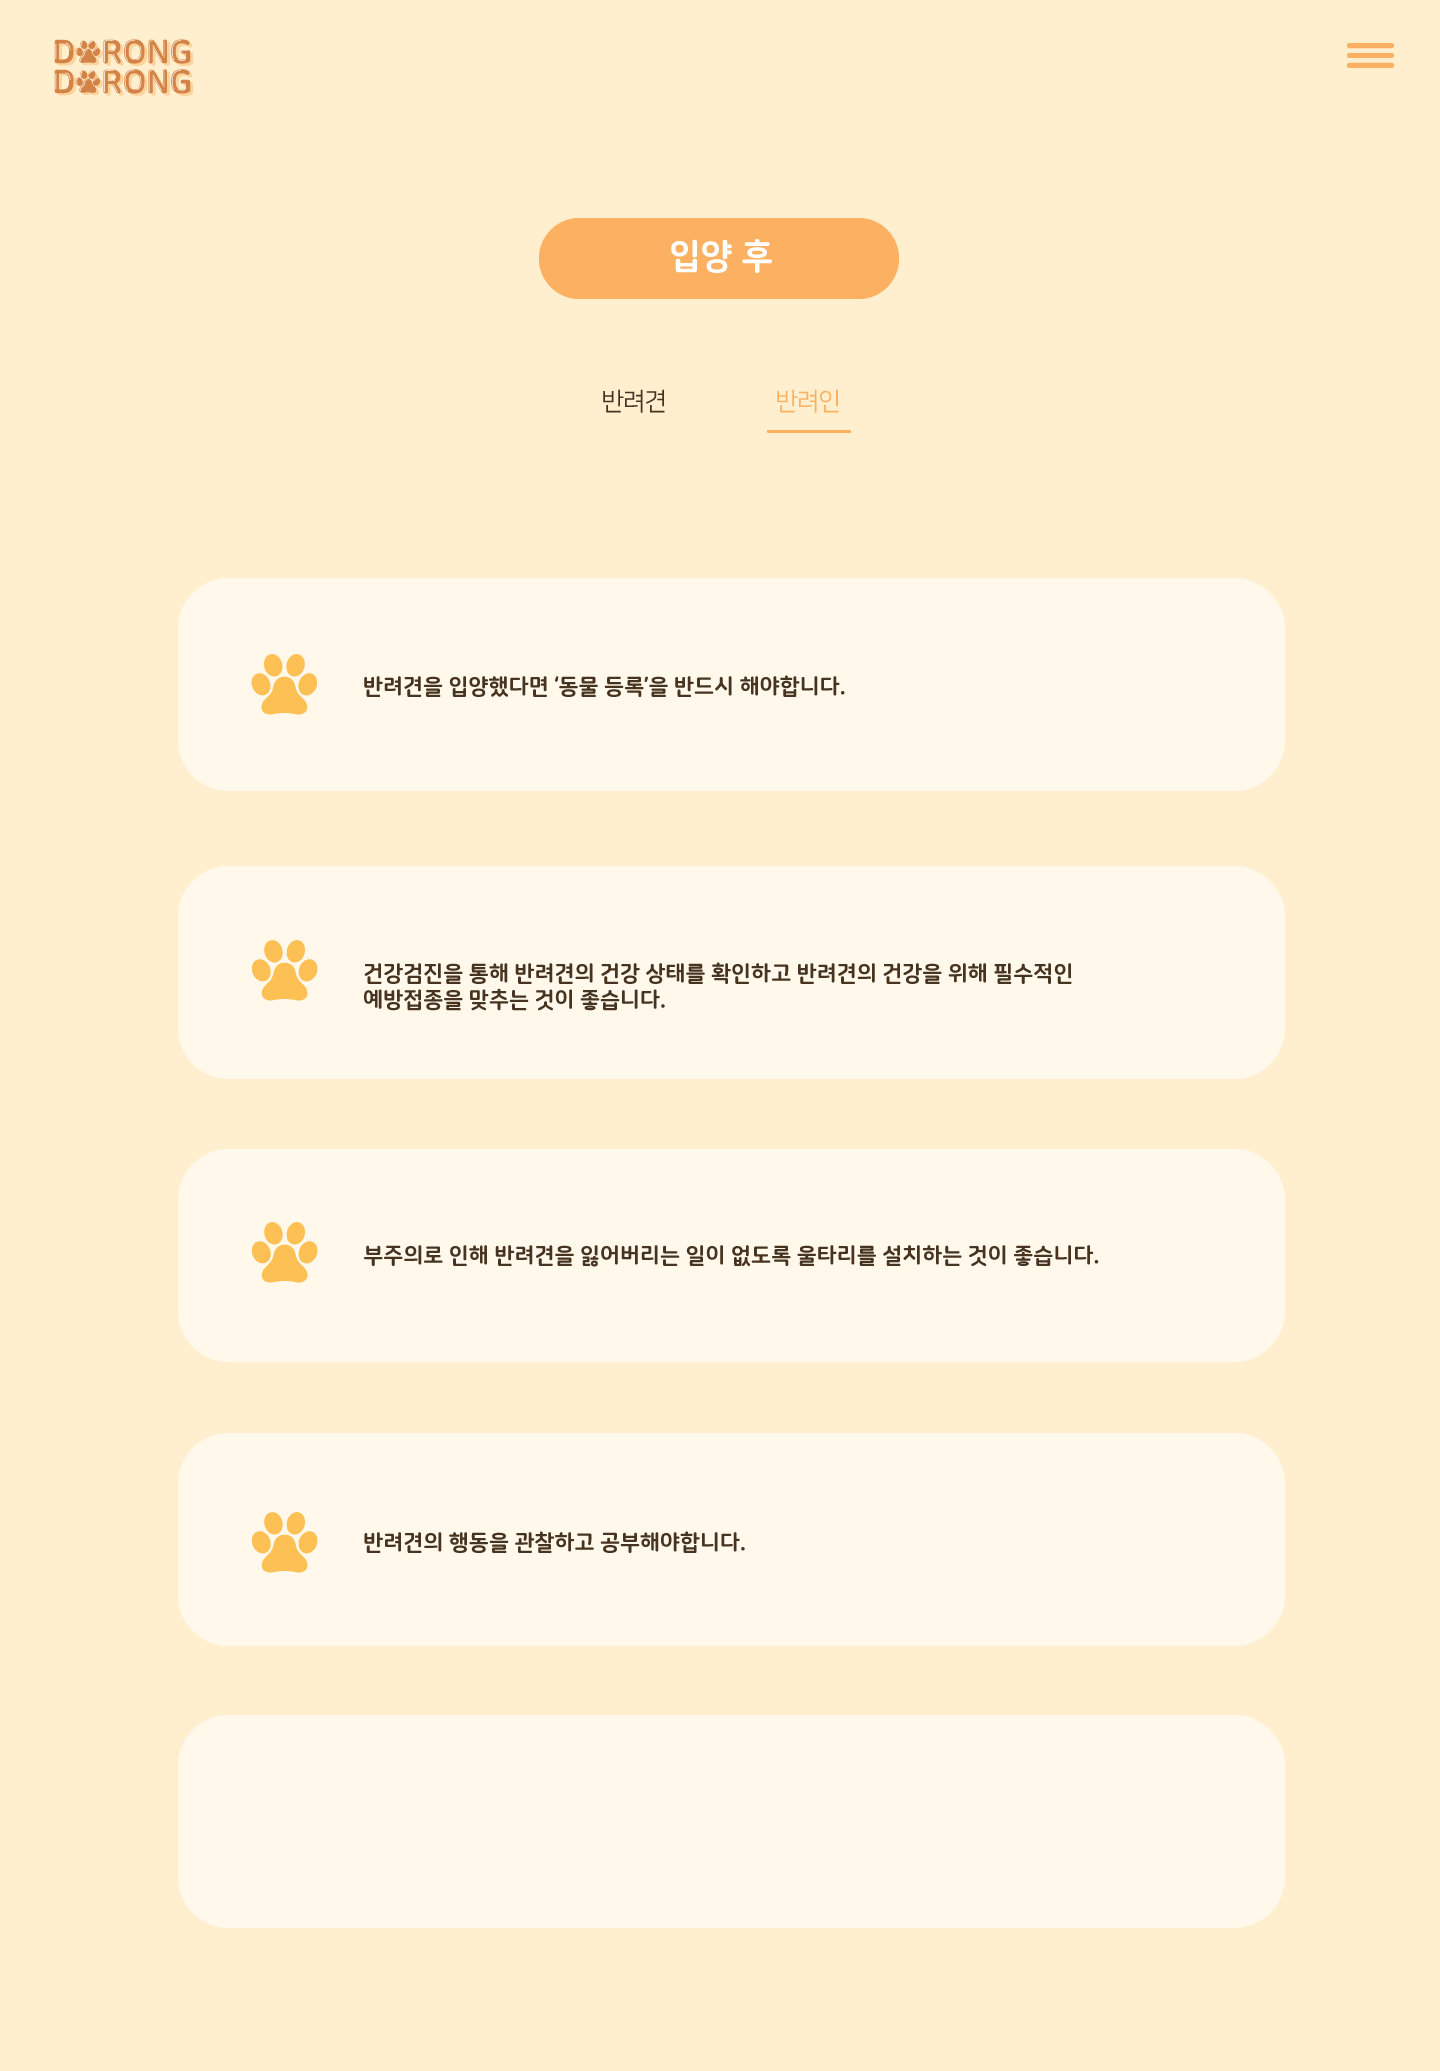 DORONG
DORONG
입양 후
반려견
반려인
반려견을 입양했다면 ‘동물 등록’을 반드시 해야합니다.
건강검진을 통해 반려견의 건강 상태를 확인하고 반려견의 건강을 위해 필수적인
예방접종을 맞추는 것이 좋습니다.
부주의로 인해 반려견을 잃어버리는 일이 없도록 울타리를 설치하는 것이 좋습니다.
반려견의 행동을 관찰하고 공부해야합니다.